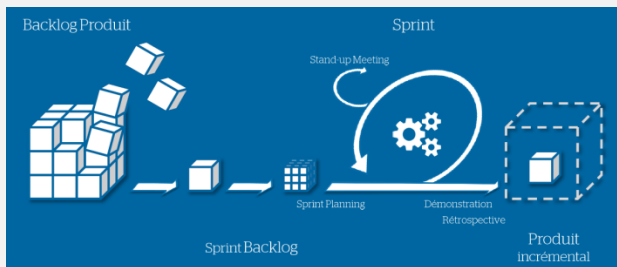 Backlog Produit
Sprint
Stand-up Meeting
Sprint Planning
Démonstration
Rétrospective
Sprint Backlog
Produit
incrémental